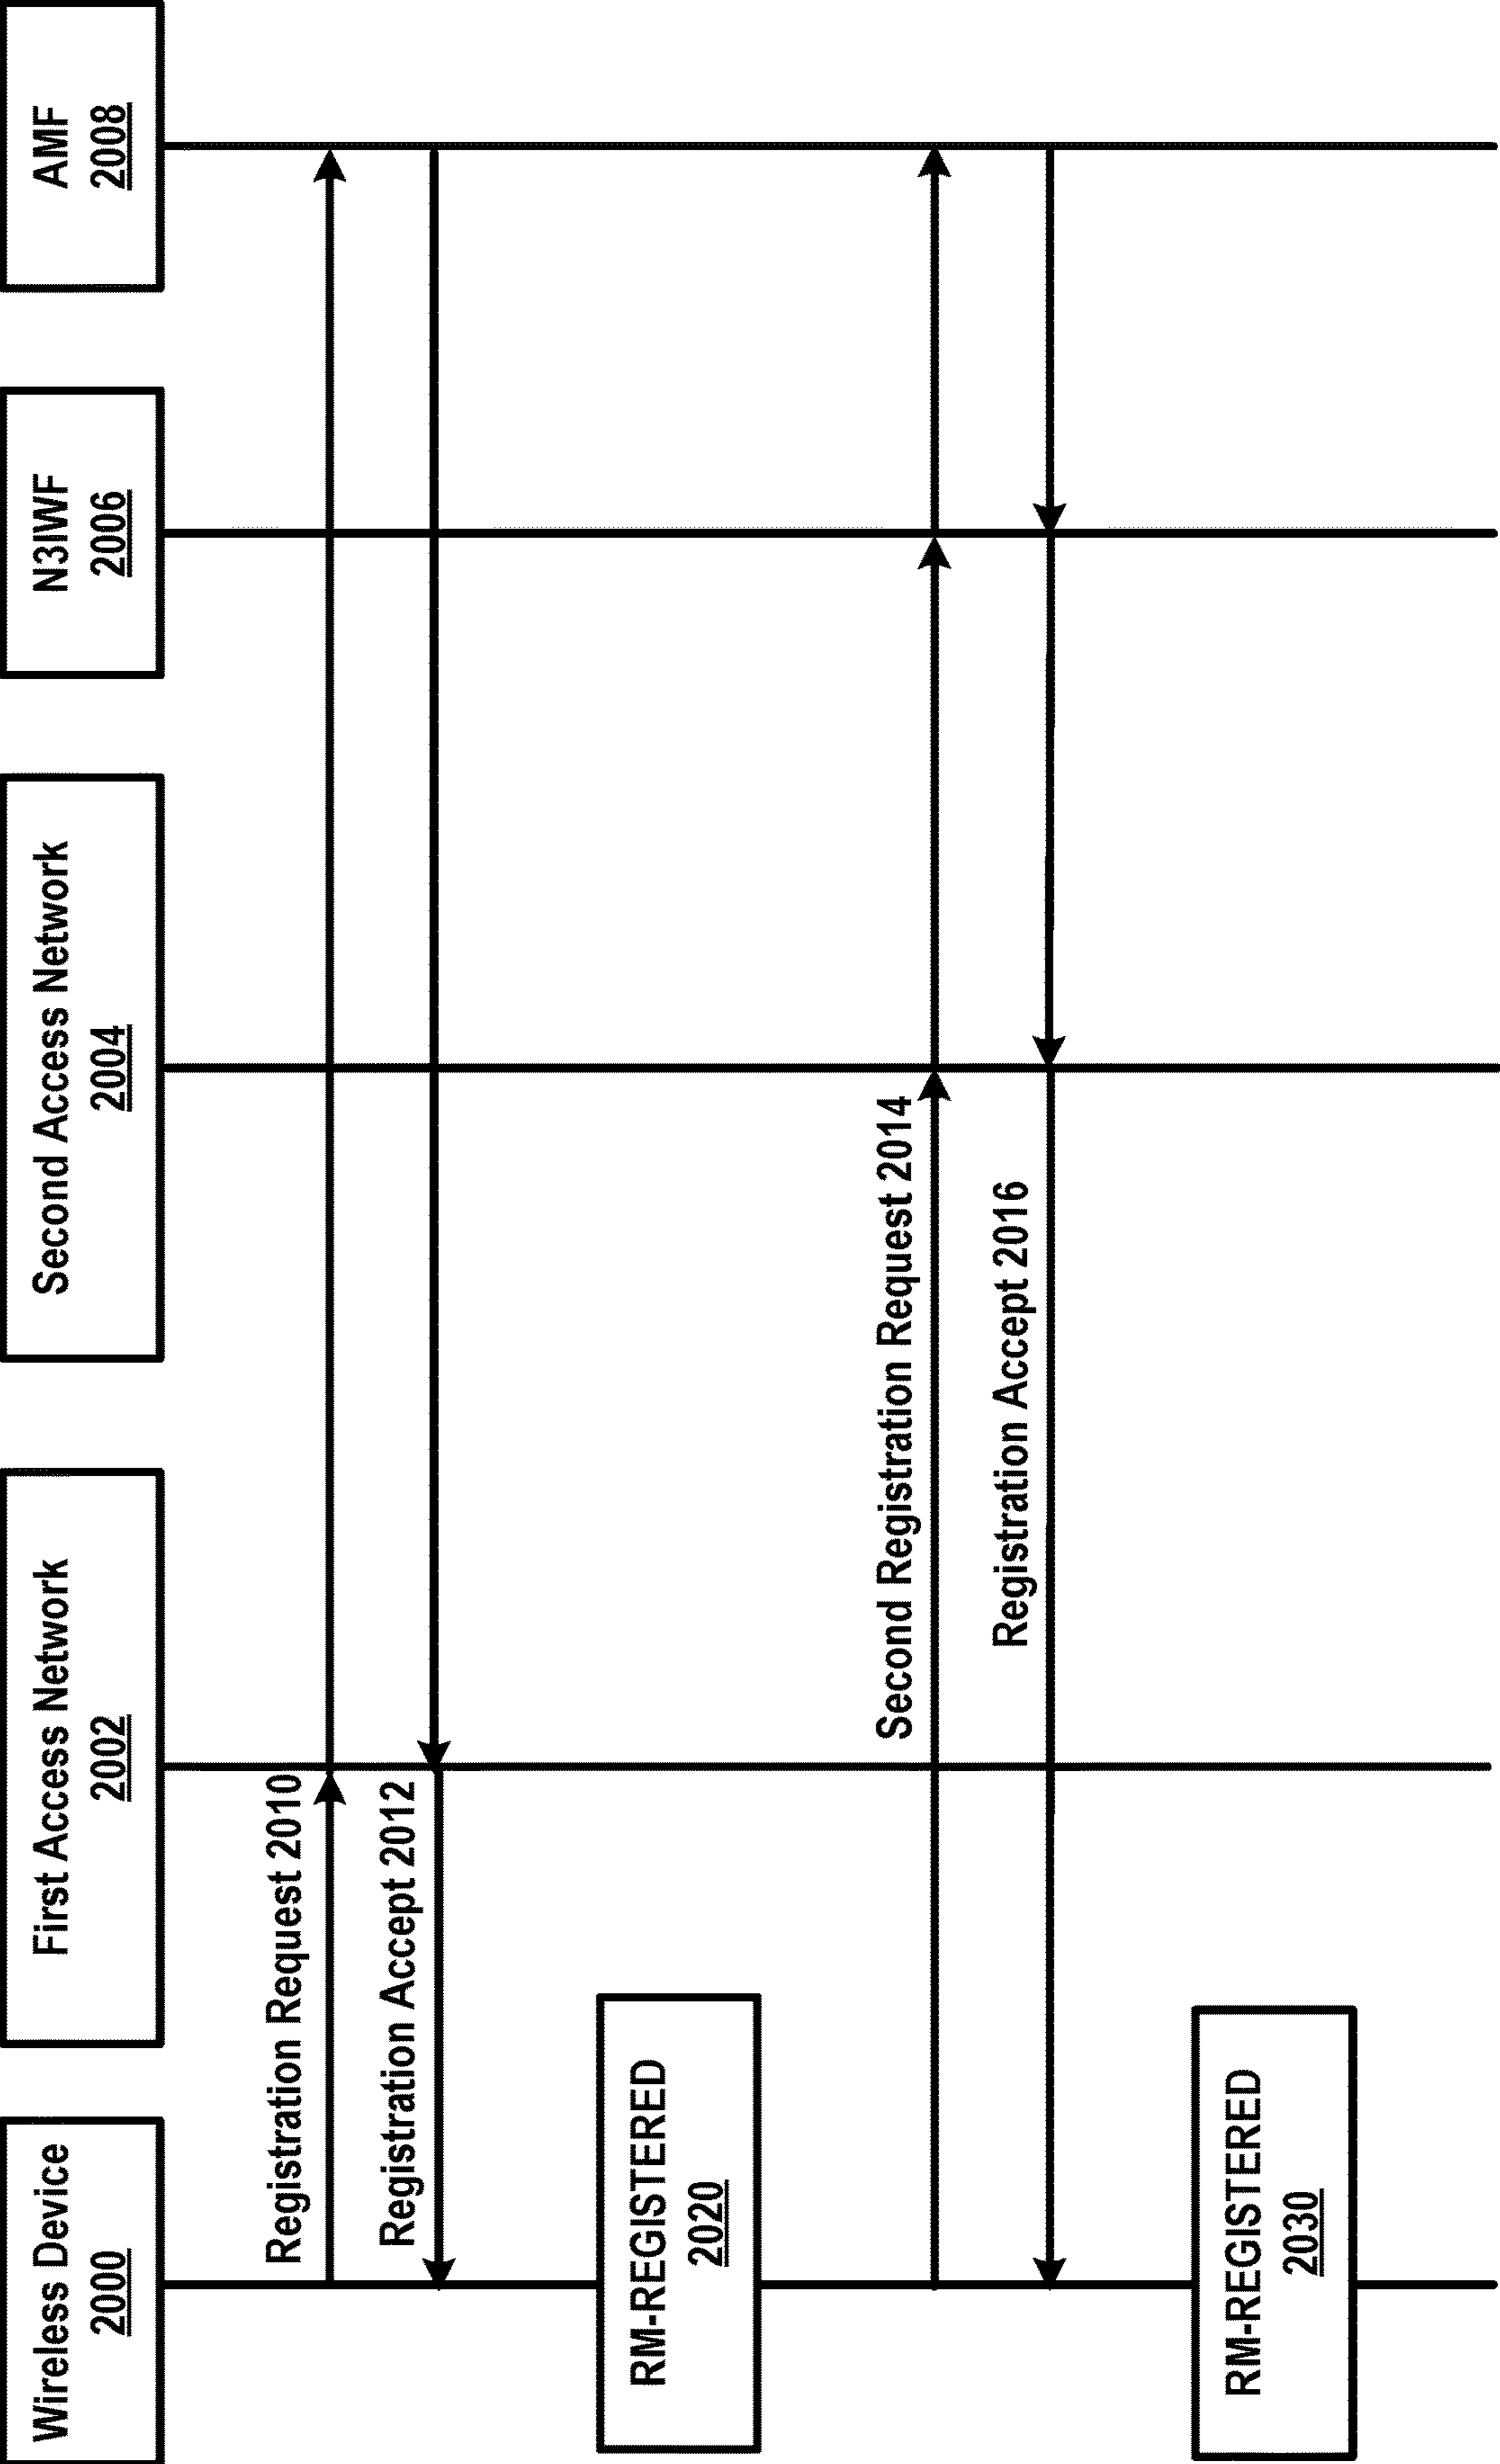 Wireless Device
2000
First Access Network
2002
Second Access Network
2004
N3IWF
2006
AMF
2008
Registration Request 2010
Registration Accept 2012
RM-REGISTERED
2020
Second Registration Request 2014
Registration Accept 2016
RM-REGISTERED
2030